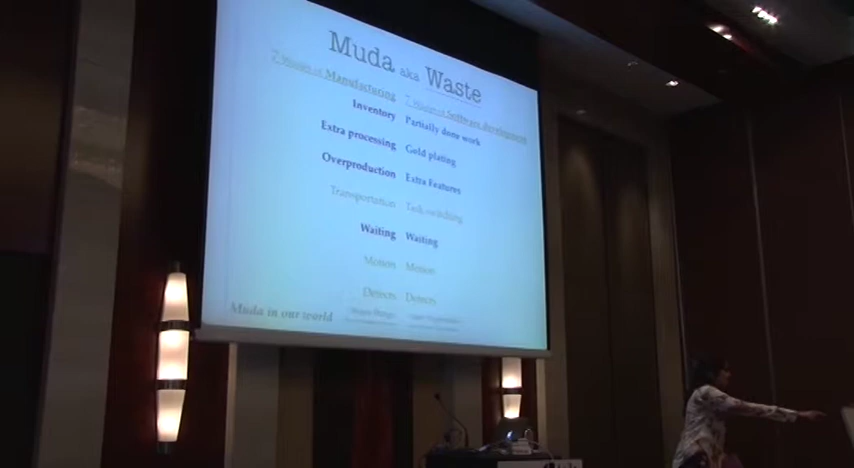 Muda aka Waste
7 Wastes of Manufacturing 7 Wastes of Software development
Inventory Partially done work
Extra processing Gold plating
Overproduction Extra Features
Transportation Task switching
Waiting Waiting
Motion Motion
Defects Defects
Muda in our world